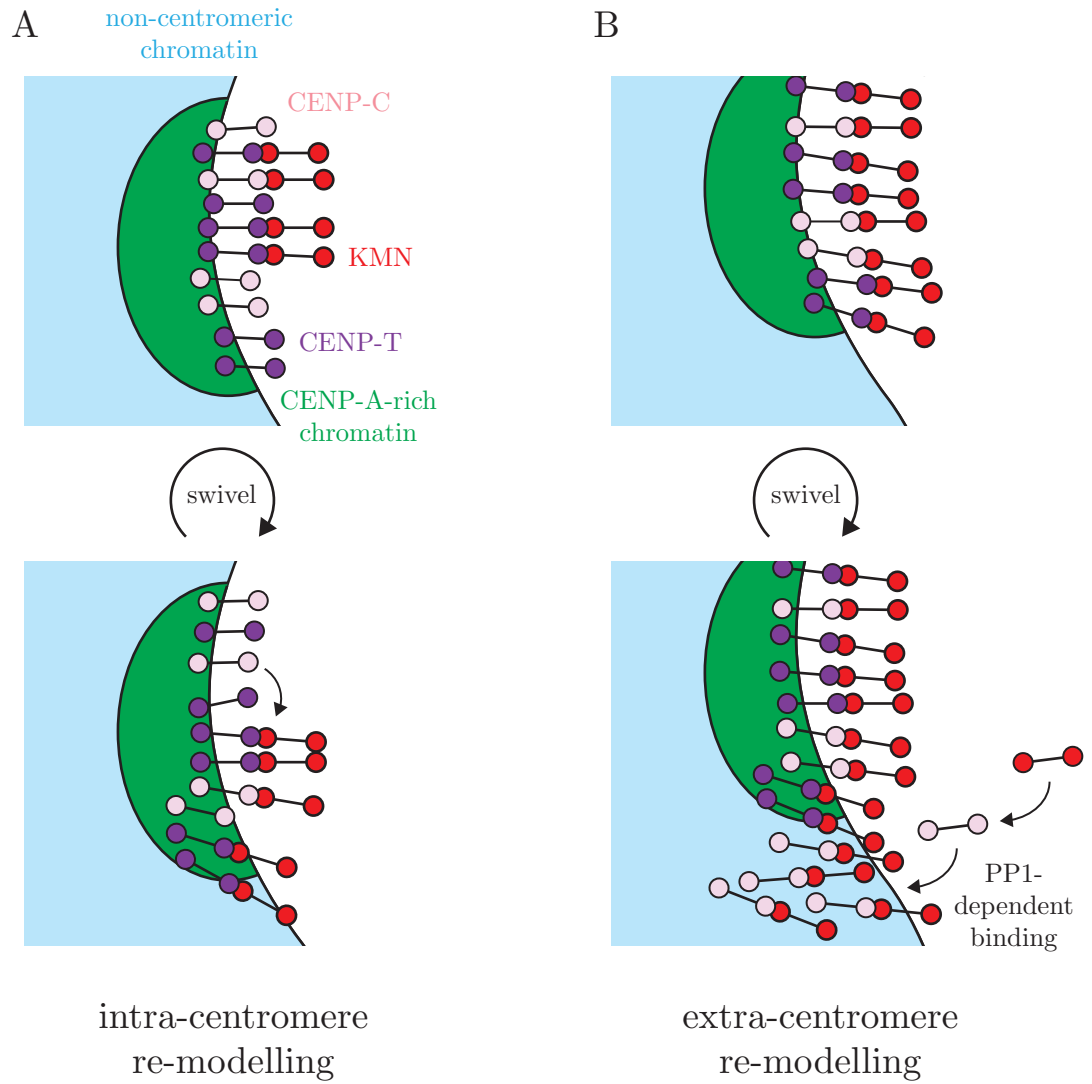 A
non-centromeric
chromatin
CENP-C
KMN
CENP-T
CENP-A-rich
chromatin
swivel
intra-centromere
re-modelling
B
swivel
PP1-
dependent
binding
extra-centromere
re-modelling